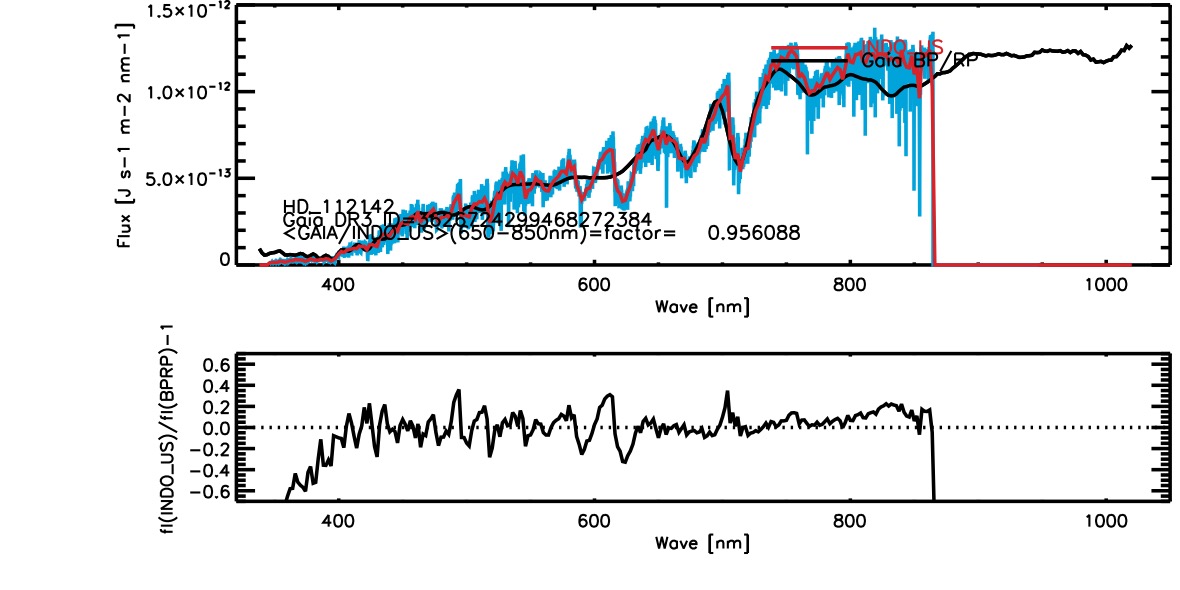 1.5×10−12
1.0×10−12
5.0×10−13
0
Flux [J s−1 m−2 nm−1]
INDO_US
Gaia BP/RP
HD_112142
Gaia DR3_ID=3626724299468272384
<GAIA/INDO_US>(650−850nm)=factor= 0.956088
400 600 800 1000
Wave [nm]
0.6
0.4
0.2
0.0
−0.2
−0.4
−0.6
fl(INDO_US)/fl(BPRP)−1
400 600 800 1000
Wave [nm]